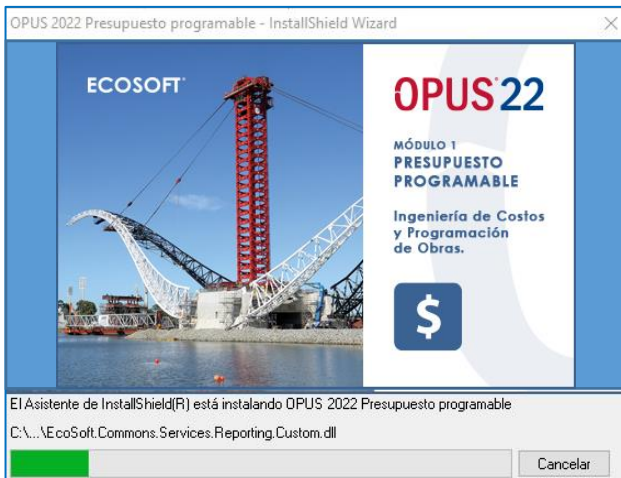 OPUS 2022 Presupuesto programable - InstallShield Wizard
ECOSOFT
OPUS'22
MÓDULO 1
PRESUPUESTO
PROGRAMABLE
Ingeniería de Costos
y Programación
de Obras.
$
El Asistente de InstallShield(R) está instalando OPUS 2022 Presupuesto programable
C:\...\EcoSoft.Commons.Services.Reporting.Custom.dll
Cancelar